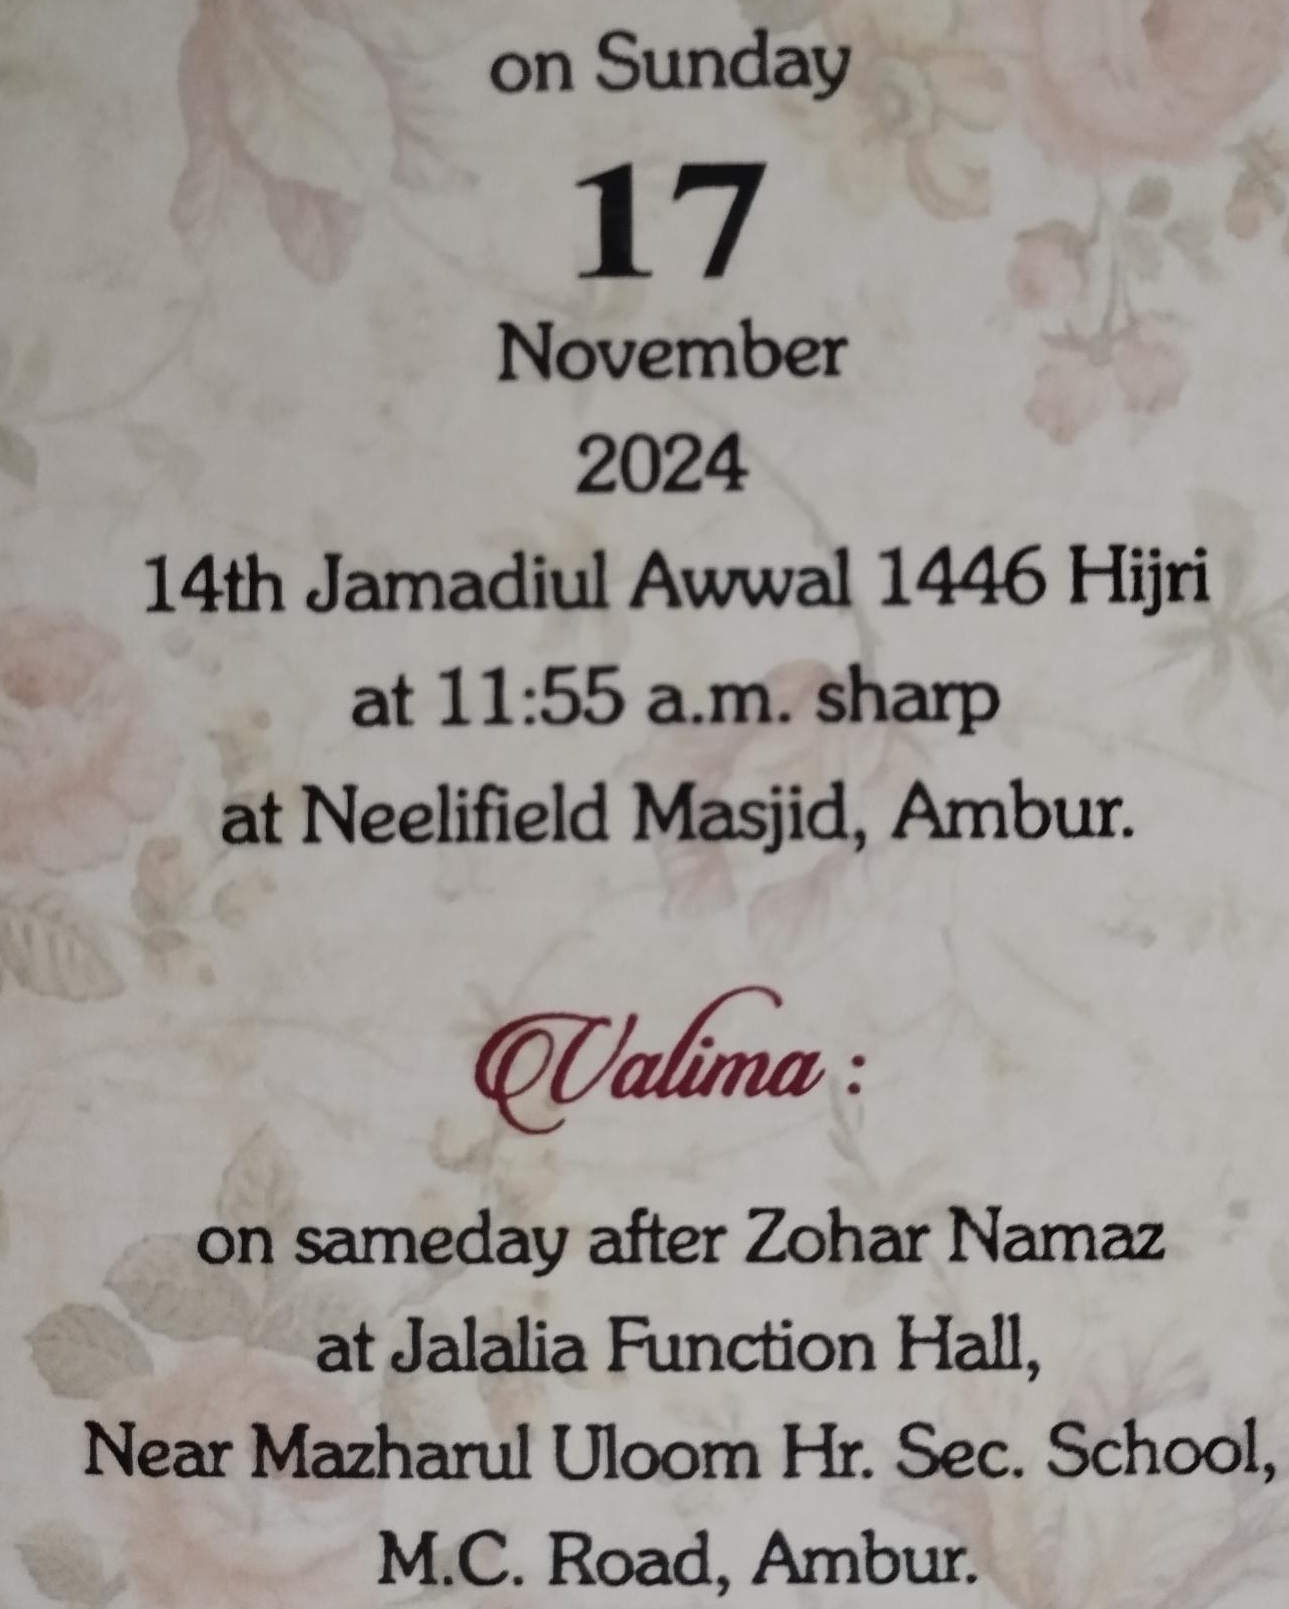 on Sunday
17
November
2024
14th Jamadiul Awwal 1446 Hijri
at 11:55 a.m. sharp
at Neelifield Masjid, Ambur.
Valima :
on sameday after Zohar Namaz
at Jalalia Function Hall,
Near Mazharul Uloom Hr. Sec. School,
M.C. Road, Ambur.